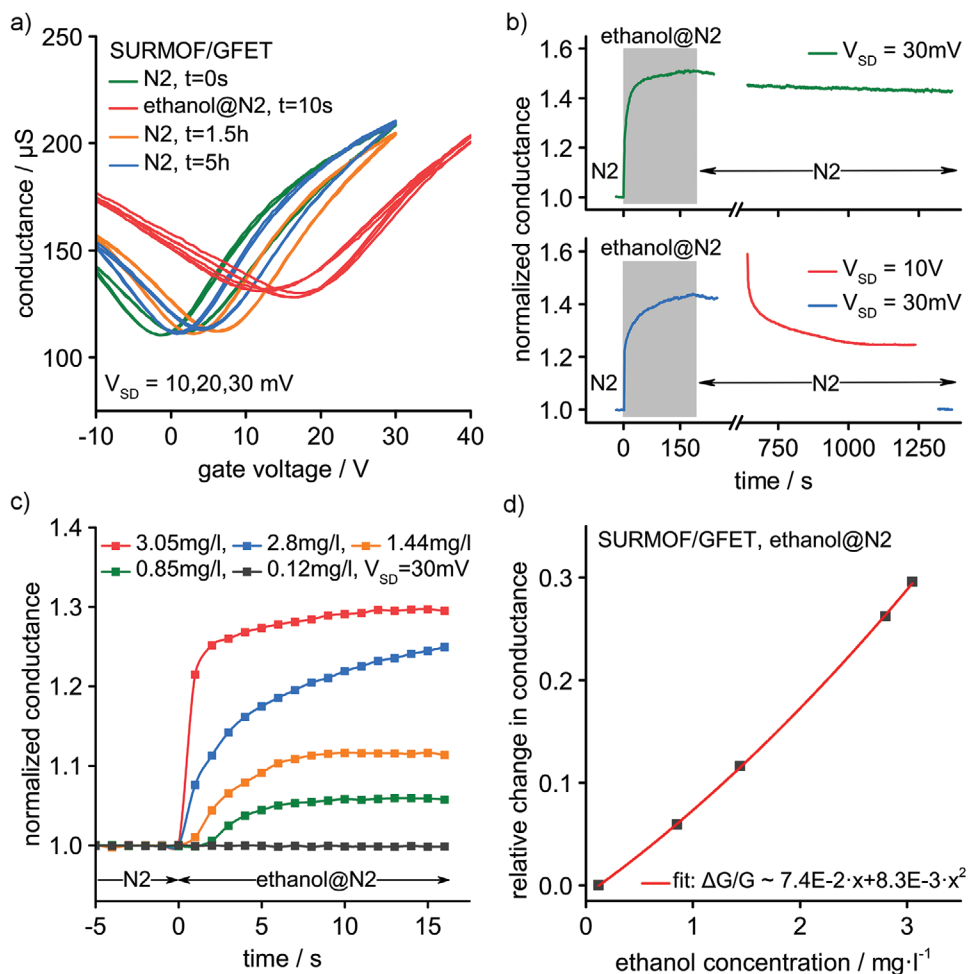 a)
250
200
150
100
conductance / µS
SURMOF/GFET
N2, t=0s
ethanol@N2, t=10s
N2, t=1.5h
N2, t=5h
V_SD = 10,20,30 mV
-10 0 10 20 30 40
gate voltage / V
b)
normalized conductance
1.6
1.4
1.2
1.0
ethanol@N2
V_SD = 30mV
N2
N2
1.6
1.4
1.2
1.0
ethanol@N2
V_SD = 10V
V_SD = 30mV
N2
N2
0 150 750 1000 1250
time / s
c)
1.4
1.3
1.2
1.1
1.0
normalized conductance
3.05mg/l, 2.8mg/l, 1.44mg/l
0.85mg/l, 0.12mg/l, V_SD=30mV
N2 ethanol@N2
-5 0 5 10 15
time / s
d)
0.3
0.2
0.1
0.0
relative change in conductance
SURMOF/GFET, ethanol@N2
fit: ΔG/G ~ 7.4E-2·x+8.3E-3·x²
0 1 2 3
ethanol concentration / mg·l⁻¹